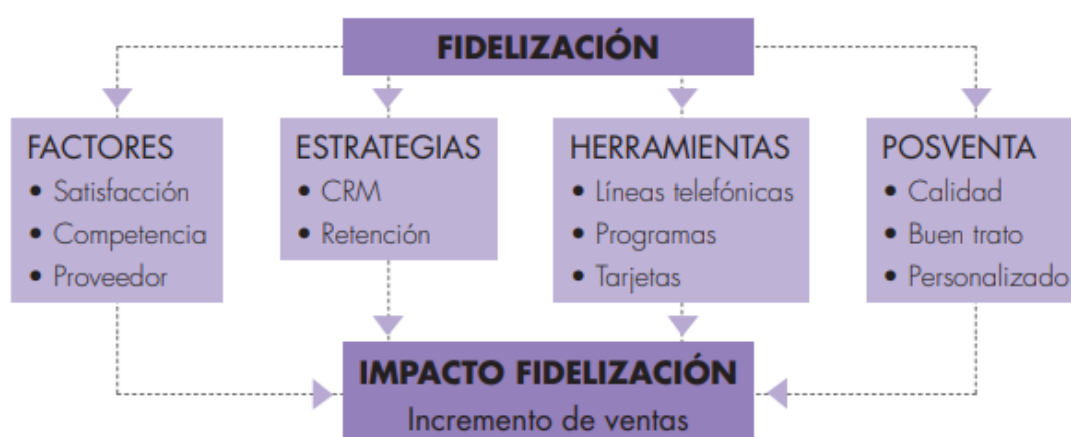 FIDELIZACIÓN
FACTORES
• Satisfacción
• Competencia
• Proveedor
ESTRATEGIAS
• CRM
• Retención
HERRAMIENTAS
• Líneas telefónicas
• Programas
• Tarjetas
POSVENTA
• Calidad
• Buen trato
• Personalizado
IMPACTO FIDELIZACIÓN
Incremento de ventas